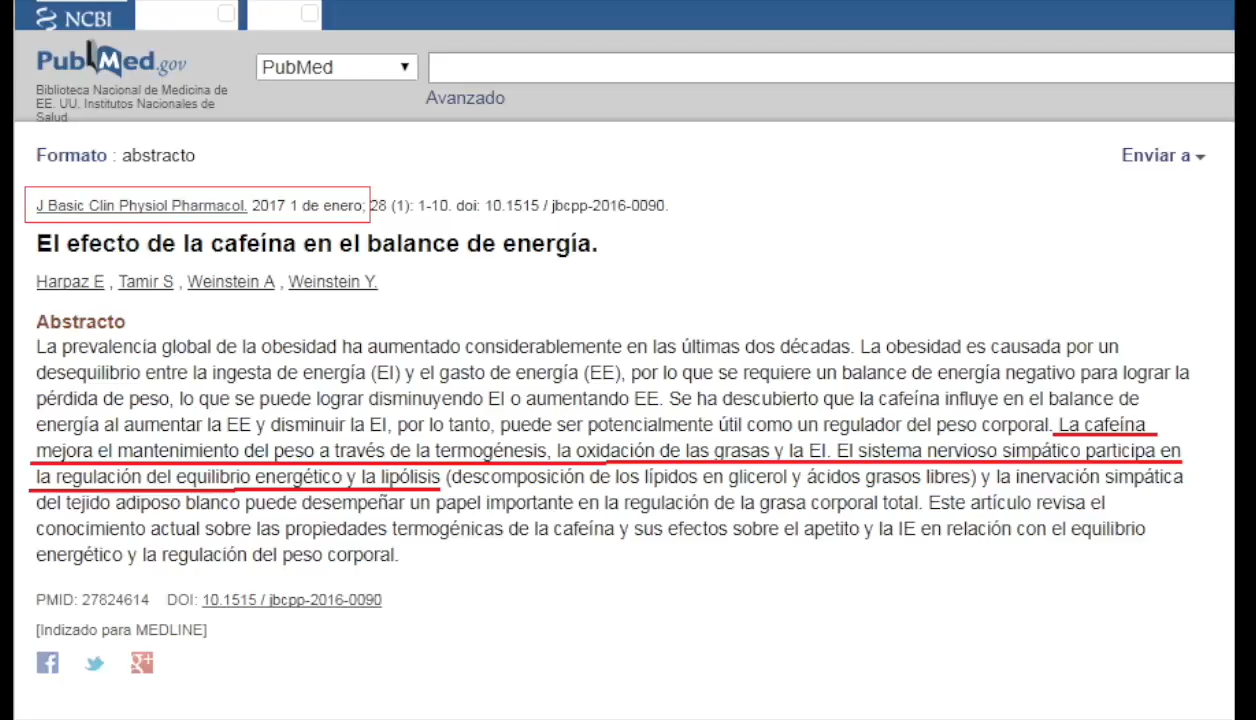 NCBI
PubMed.gov
PubMed
Biblioteca Nacional de Medicina de
EE. UU. Institutos Nacionales de
Salud
Avanzado
Formato : abstracto
Enviar a
J Basic Clin Physiol Pharmacol. 2017 1 de enero; 28 (1): 1-10. doi: 10.1515 / jbcpp-2016-0090.
El efecto de la cafeína en el balance de energía.
Harpaz E , Tamir S , Weinstein A , Weinstein Y.
Abstracto
La prevalencia global de la obesidad ha aumentado considerablemente en las últimas dos décadas. La obesidad es causada por un
desequilibrio entre la ingesta de energía (EI) y el gasto de energía (EE), por lo que se requiere un balance de energía negativo para lograr la
pérdida de peso, lo que se puede lograr disminuyendo EI o aumentando EE. Se ha descubierto que la cafeína influye en el balance de
energía al aumentar la EE y disminuir la EI, por lo tanto, puede ser potencialmente útil como un regulador del peso corporal. La cafeína
mejora el mantenimiento del peso a través de la termogénesis, la oxidación de las grasas y la EI. El sistema nervioso simpático participa en
la regulación del equilibrio energético y la lipólisis (descomposición de los lípidos en glicerol y ácidos grasos libres) y la inervación simpática
del tejido adiposo blanco puede desempeñar un papel importante en la regulación de la grasa corporal total. Este artículo revisa el
conocimiento actual sobre las propiedades termogénicas de la cafeína y sus efectos sobre el apetito y la IE en relación con el equilibrio
energético y la regulación del peso corporal.
PMID: 27824614 DOI: 10.1515 / jbcpp-2016-0090
[Indizado para MEDLINE]